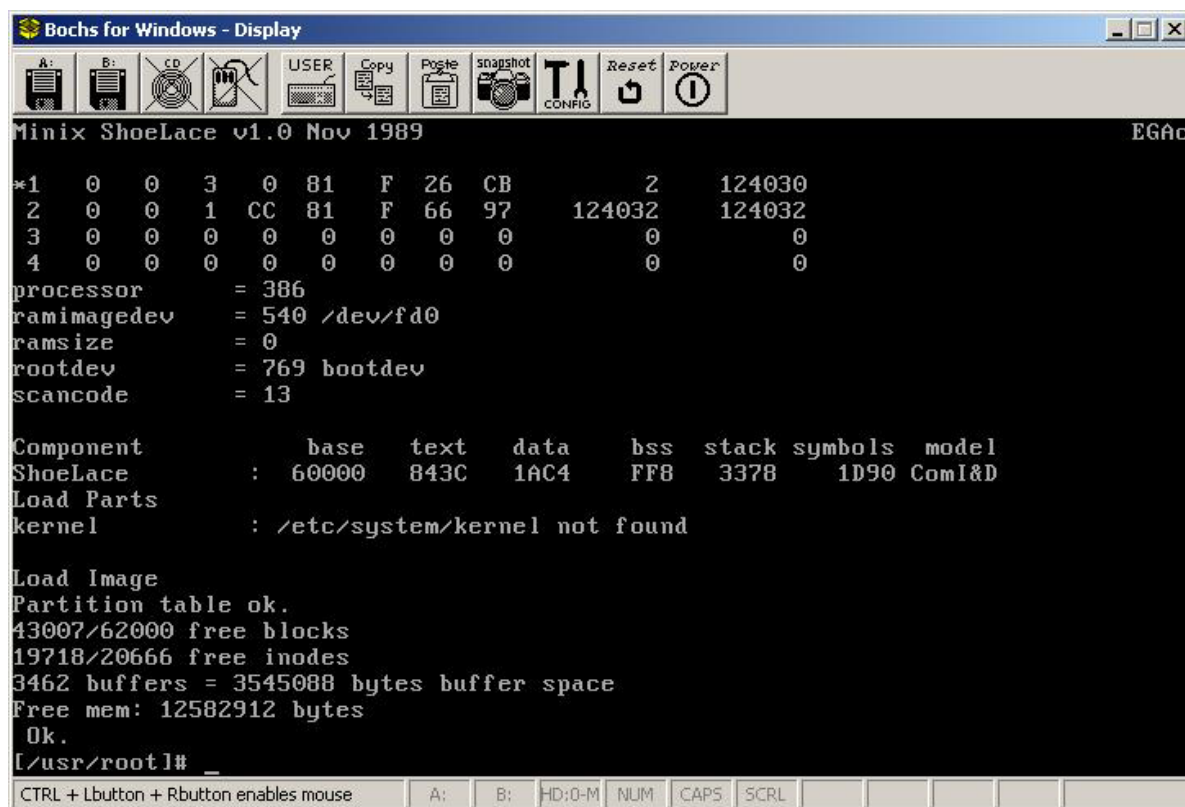 Bochs for Windows - Display
A: B: CD USER Copy Paste snapshot CONFIG Reset Power
Minix ShoeLace v1.0 Nov 1989 EGAc
*1 0 0 3 0 81 F 26 CB 2 124030
2 0 0 1 CC 81 F 66 97 124032 124032
3 0 0 0 0 0 0 0 0 0 0
4 0 0 0 0 0 0 0 0 0 0
processor = 386
ramimagedev = 540 /dev/fd0
ramsize = 0
rootdev = 769 bootdev
scancode = 13
Component base text data bss stack symbols model
ShoeLace : 60000 843C 1AC4 FF8 3378 1D90 ComI&D
Load Parts
kernel : /etc/system/kernel not found
Load Image
Partition table ok.
43007/62000 free blocks
19718/20666 free inodes
3462 buffers = 3545088 bytes buffer space
Free mem: 12582912 bytes
Ok.
[/usr/root]# _
CTRL + Lbutton + Rbutton enables mouse A: B: HD:0-M NUM CAPS SCRL